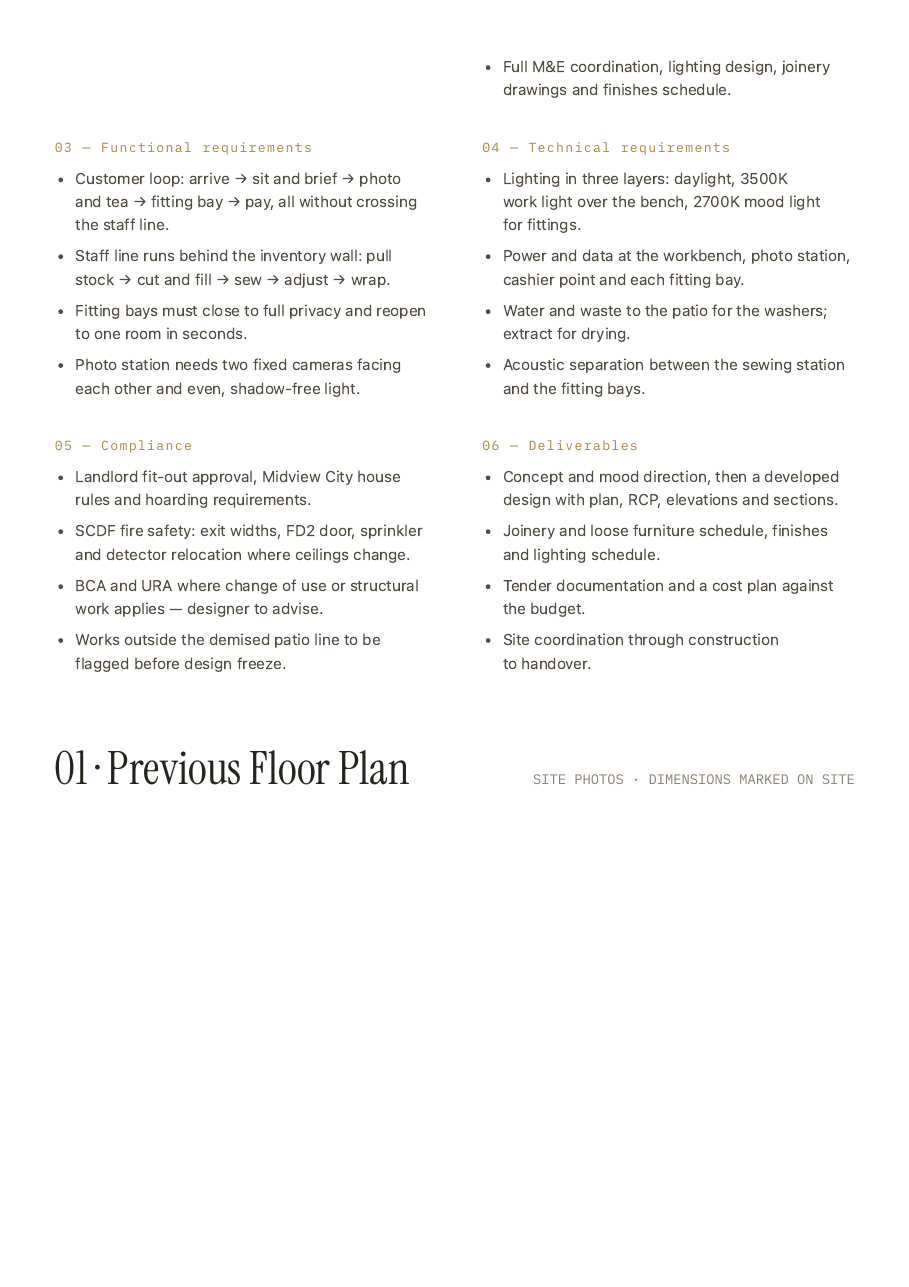 • Full M&E coordination, lighting design, joinery
drawings and finishes schedule.
03 — Functional requirements
• Customer loop: arrive → sit and brief → photo
and tea → fitting bay → pay, all without crossing
the staff line.
• Staff line runs behind the inventory wall: pull
stock → cut and fill → sew → adjust → wrap.
• Fitting bays must close to full privacy and reopen
to one room in seconds.
• Photo station needs two fixed cameras facing
each other and even, shadow-free light.
04 — Technical requirements
• Lighting in three layers: daylight, 3500K
work light over the bench, 2700K mood light
for fittings.
• Power and data at the workbench, photo station,
cashier point and each fitting bay.
• Water and waste to the patio for the washers;
extract for drying.
• Acoustic separation between the sewing station
and the fitting bays.
05 — Compliance
• Landlord fit-out approval, Midview City house
rules and hoarding requirements.
• SCDF fire safety: exit widths, FD2 door, sprinkler
and detector relocation where ceilings change.
• BCA and URA where change of use or structural
work applies — designer to advise.
• Works outside the demised patio line to be
flagged before design freeze.
06 — Deliverables
• Concept and mood direction, then a developed
design with plan, RCP, elevations and sections.
• Joinery and loose furniture schedule, finishes
and lighting schedule.
• Tender documentation and a cost plan against
the budget.
• Site coordination through construction
to handover.
01 · Previous Floor Plan
SITE PHOTOS · DIMENSIONS MARKED ON SITE